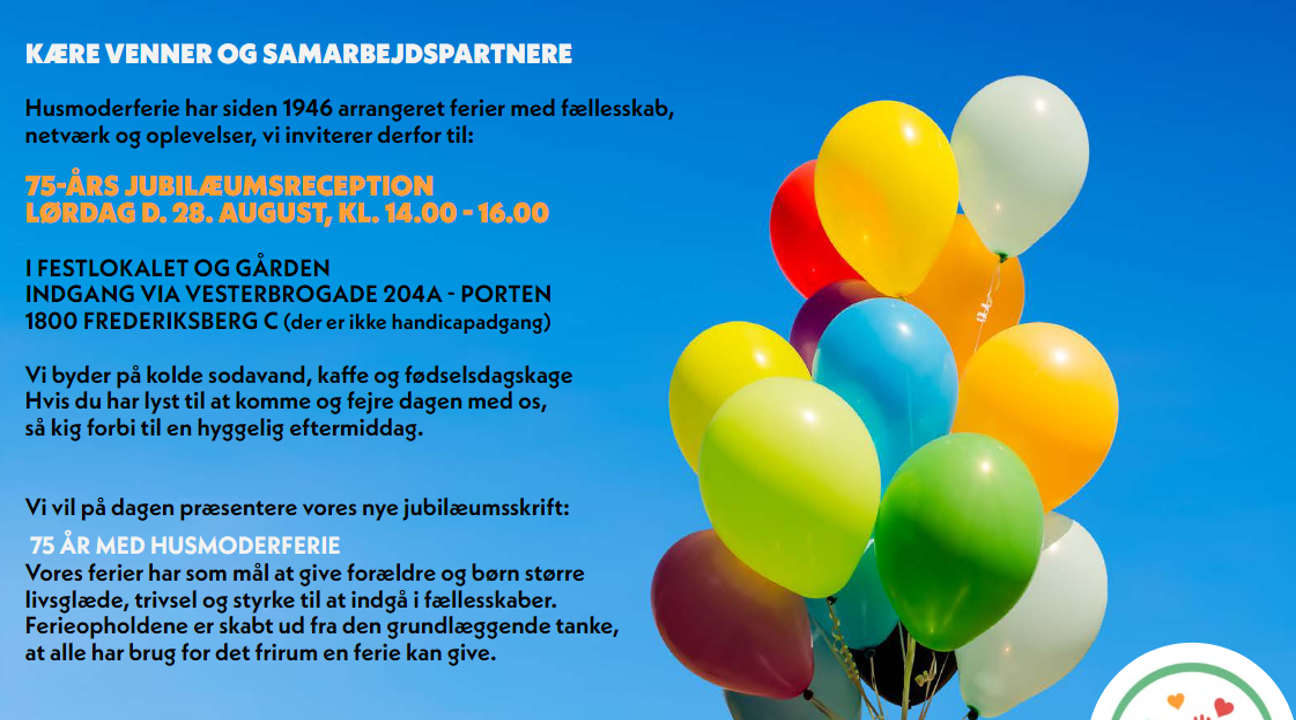 KÆRE VENNER OG SAMARBEJDSPARTNERE
Husmoderferie har siden 1946 arrangeret ferier med fællesskab,
netværk og oplevelser, vi inviterer derfor til:
75-ÅRS JUBILÆUMSRECEPTION
LØRDAG D. 28. AUGUST, KL. 14.00 - 16.00
I FESTLOKALET OG GÅRDEN
INDGANG VIA VESTERBROGADE 204A - PORTEN
1800 FREDERIKSBERG C (der er ikke handicapadgang)
Vi byder på kolde sodavand, kaffe og fødselsdagskage
Hvis du har lyst til at komme og fejre dagen med os,
så kig forbi til en hyggelig eftermiddag.
Vi vil på dagen præsentere vores nye jubilæumsskrift:
75 ÅR MED HUSMODERFERIE
Vores ferier har som mål at give forældre og børn større
livsglæde, trivsel og styrke til at indgå i fællesskaber.
Ferieopholdene er skabt ud fra den grundlæggende tanke,
at alle har brug for det frirum en ferie kan give.